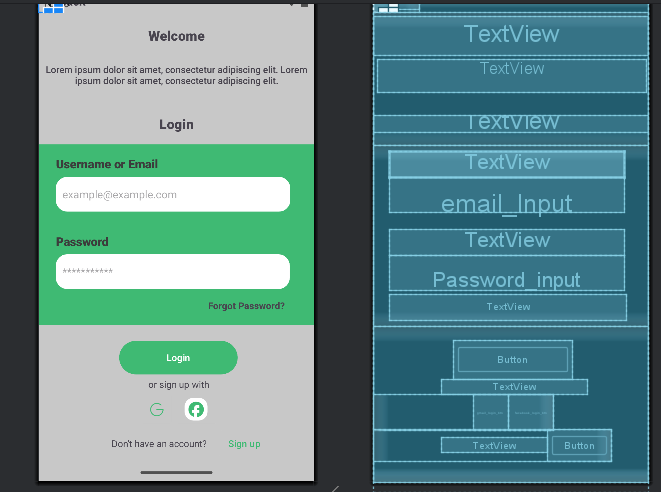 Welcome
Lorem ipsum dolor sit amet, consectetur adipiscing elit. Lorem
ipsum dolor sit amet, consectetur adipiscing elit.
Login
Username or Email
example@example.com
Password
***********
Forgot Password?
Login
or sign up with
G
Don't have an account? Sign up
TextView
TextView
TextView
TextView
email_Input
TextView
Password_input
TextView
Button
TextView
TextView
Button